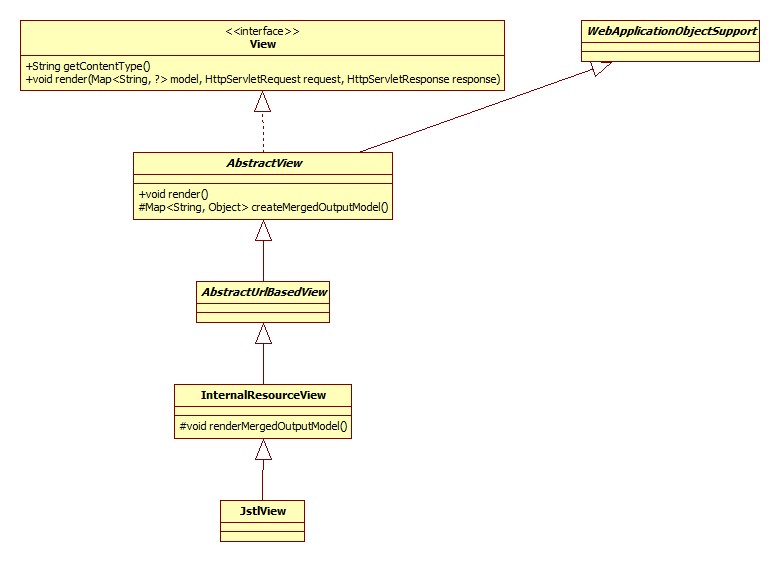 <<interface>>
View
+String getContentType()
+void render(Map<String, ?> model, HttpServletRequest request, HttpServletResponse response)
WebApplicationObjectSupport
AbstractView
+void render()
#Map<String, Object> createMergedOutputModel()
AbstractUrlBasedView
InternalResourceView
#void renderMergedOutputModel()
JstlView